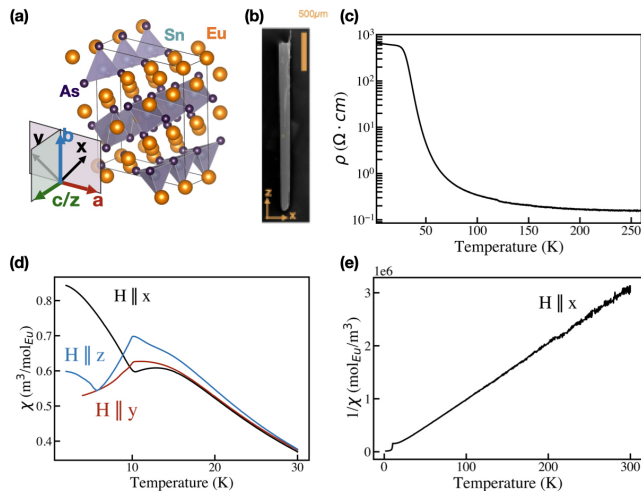 (a)
Sn Eu
As
y
b
x
c/z
a
(b)
500μm
z
x
(c)
ρ (Ω · cm)
10³
10²
10¹
10⁰
10⁻¹
50 100 150 200 250
Temperature (K)
(d)
χ (m³/mol_Eu)
0.8
0.7
0.6
0.5
0.4
H ∥ x
H ∥ z
H ∥ y
10 20 30
Temperature (K)
(e)
1e6
1/χ (mol_Eu/m³)
3
2
1
0
H ∥ x
0 100 200 300
Temperature (K)